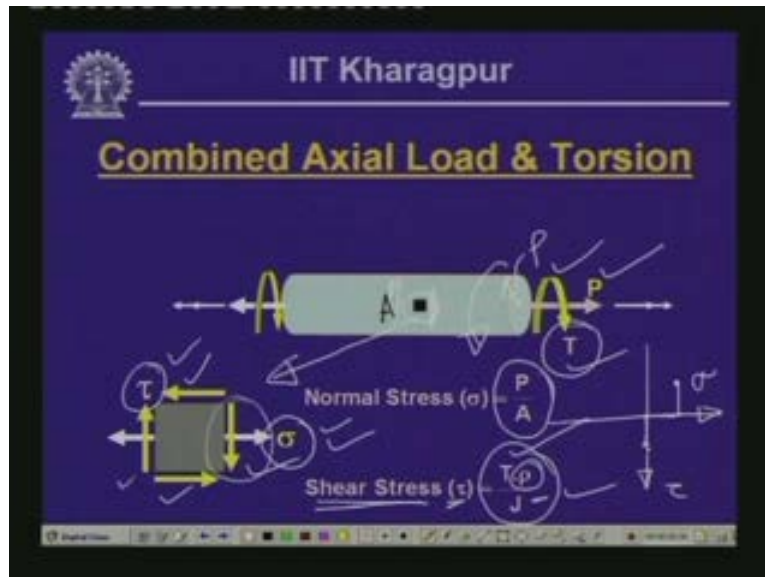 IIT Kharagpur
Combined Axial Load & Torsion
P
P
A
T
τ
σ
Normal Stress (σ) = P/A
σ
Shear Stress (τ) = Tρ/J
τ